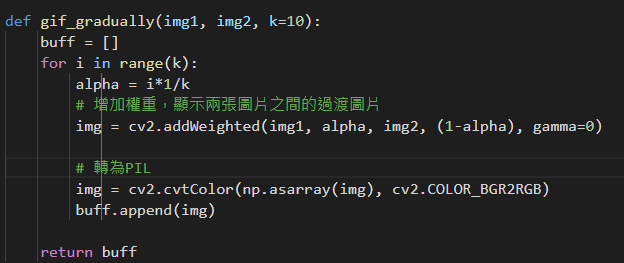 def gif_gradually(img1, img2, k=10):
    buff = []
    for i in range(k):
        alpha = i*1/k
        # 增加權重，顯示兩張圖片之間的過渡圖片
        img = cv2.addWeighted(img1, alpha, img2, (1-alpha), gamma=0)
        # 轉為PIL
        img = cv2.cvtColor(np.asarray(img), cv2.COLOR_BGR2RGB)
        buff.append(img)
    return buff